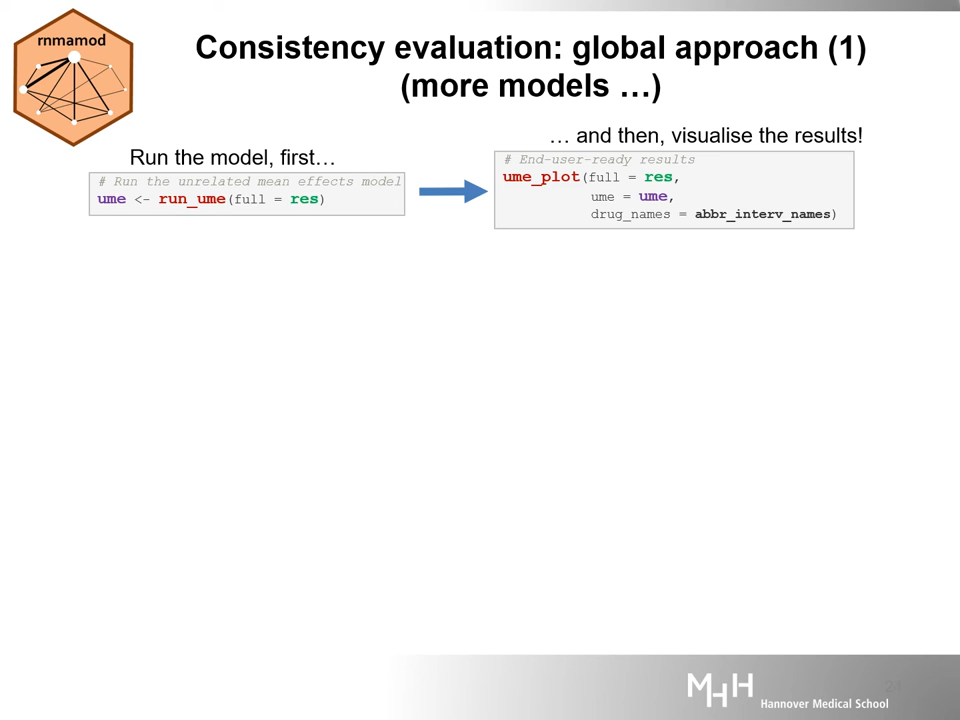 rnmamod
Consistency evaluation: global approach (1)
(more models …)
Run the model, first…
# Run the unrelated mean effects model
ume <- run_ume(full = res)
… and then, visualise the results!
# End-user-ready results
ume_plot(full = res,
ume = ume,
drug_names = abbr_interv_names)
MHH
Hannover Medical School
24